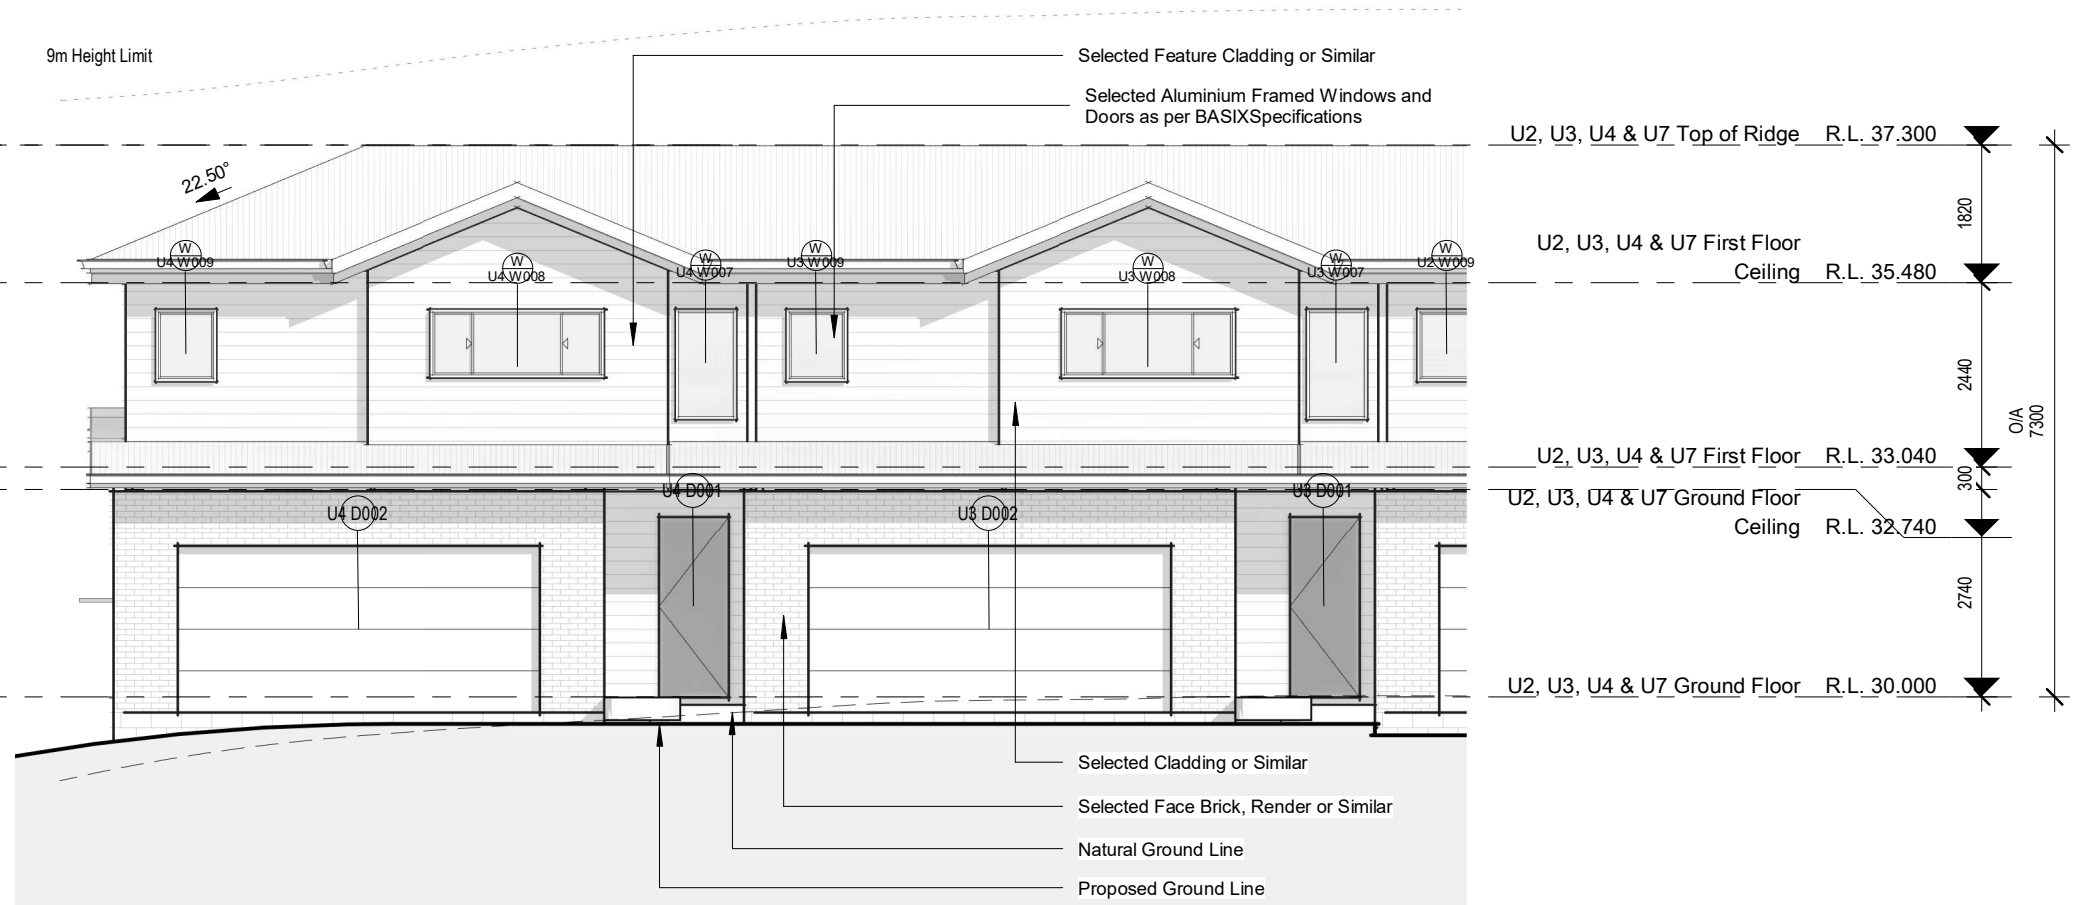 9m Height Limit
Selected Feature Cladding or Similar
Selected Aluminium Framed Windows and
Doors as per BASIXSpecifications
U2, U3, U4 & U7 Top of Ridge R.L. 37.300
22.50°
1820
U2, U3, U4 & U7 First Floor
Ceiling R.L. 35.480
W
U4 W009
W
U4 W008
W
U4 W007
W
U3 W009
W
U3 W008
W
U3 W007
W
U2 W009
2440
O/A
7300
U2, U3, U4 & U7 First Floor R.L. 33.040
300
U4 D001
U3 D001
U2, U3, U4 & U7 Ground Floor
Ceiling R.L. 32.740
U4 D002
U3 D002
2740
U2, U3, U4 & U7 Ground Floor R.L. 30.000
Selected Cladding or Similar
Selected Face Brick, Render or Similar
Natural Ground Line
Proposed Ground Line